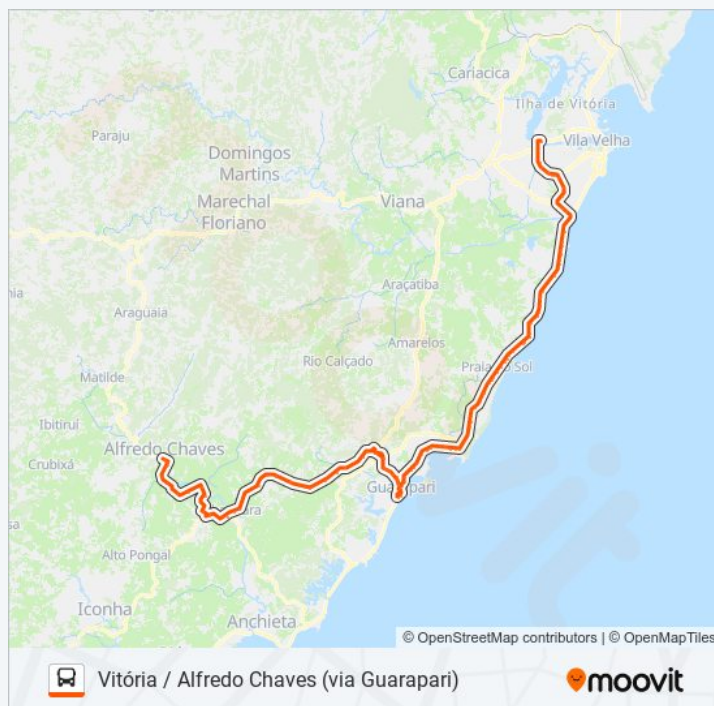 Cariacica
Ilha de Vitória
Paraju
Vila Velha
Domingos
Martins
Marechal
Floriano
Viana
Araçatiba
Araguaia
Amarelos
Rio Calçado
Matilde
Ibitiruí
Alfredo Chaves
Crubixá
Guarapari
Alto Pongal
Iconha
Anchieta
© OpenStreetMap contributors | © OpenMapTiles
Vitória / Alfredo Chaves (via Guarapari)
moovit